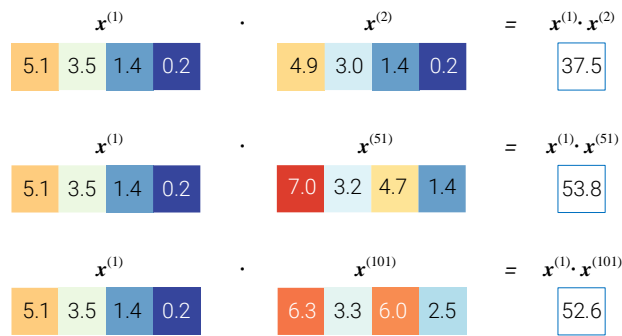 x⁽¹⁾ · x⁽²⁾ = x⁽¹⁾· x⁽²⁾
5.1 3.5 1.4 0.2 4.9 3.0 1.4 0.2 37.5
x⁽¹⁾ · x⁽⁵¹⁾ = x⁽¹⁾· x⁽⁵¹⁾
5.1 3.5 1.4 0.2 7.0 3.2 4.7 1.4 53.8
x⁽¹⁾ · x⁽¹⁰¹⁾ = x⁽¹⁾· x⁽¹⁰¹⁾
5.1 3.5 1.4 0.2 6.3 3.3 6.0 2.5 52.6